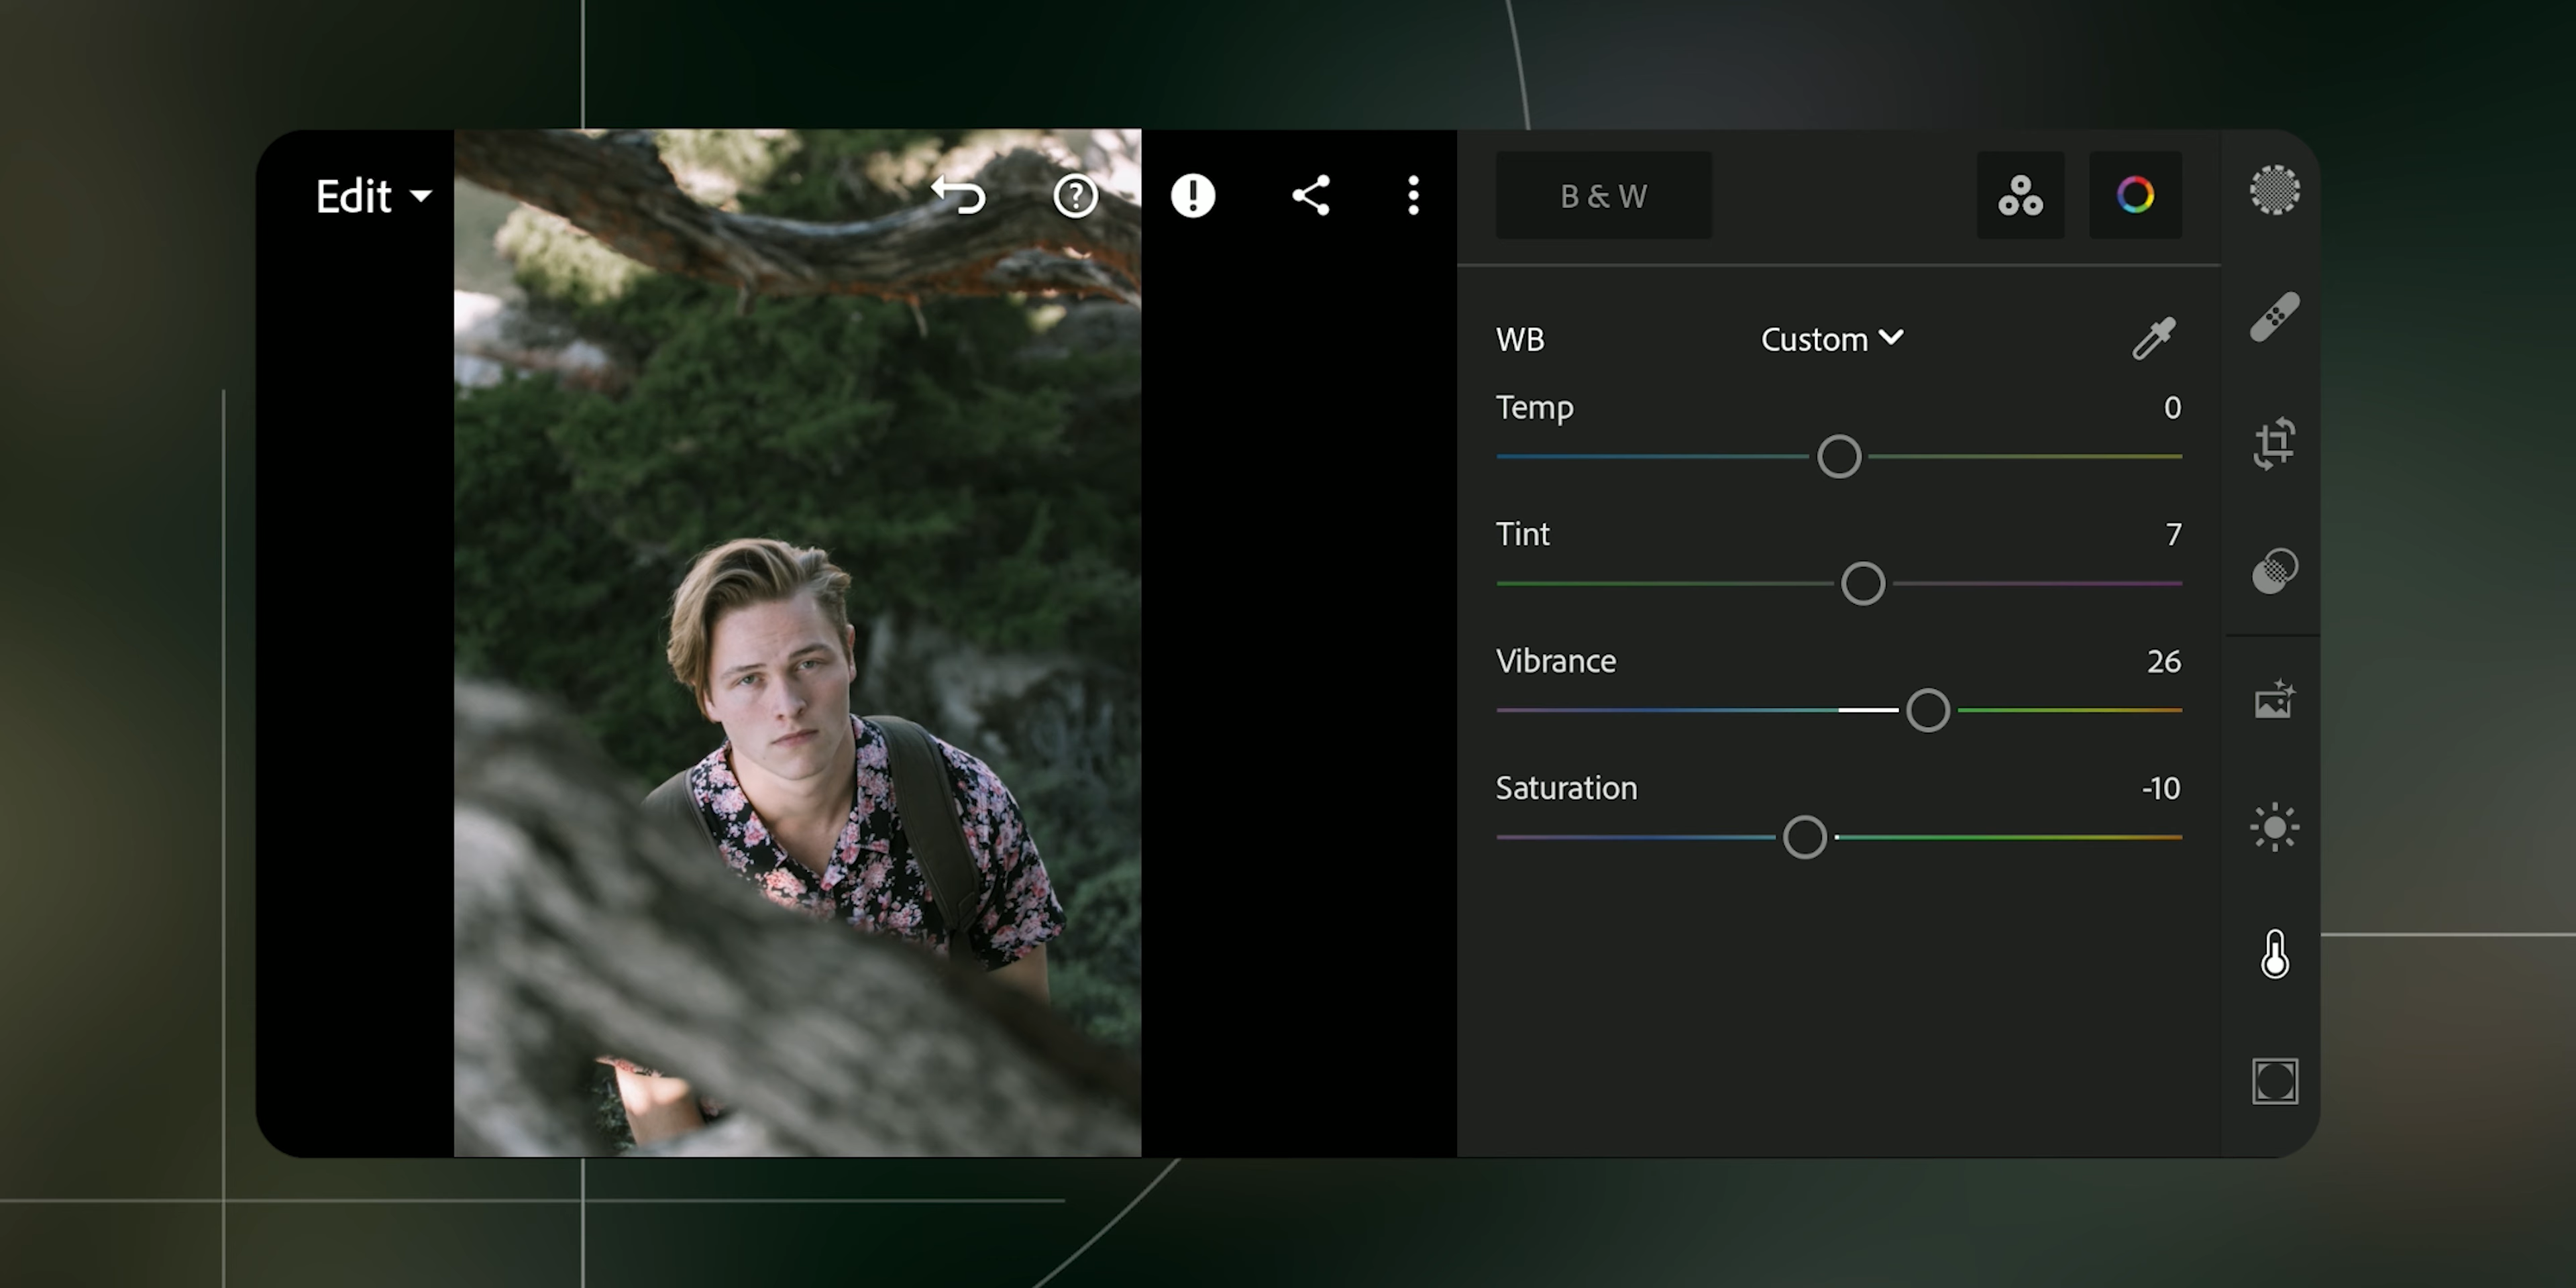 Edit
B & W
WB Custom
Temp 0
Tint 7
Vibrance 26
Saturation -10